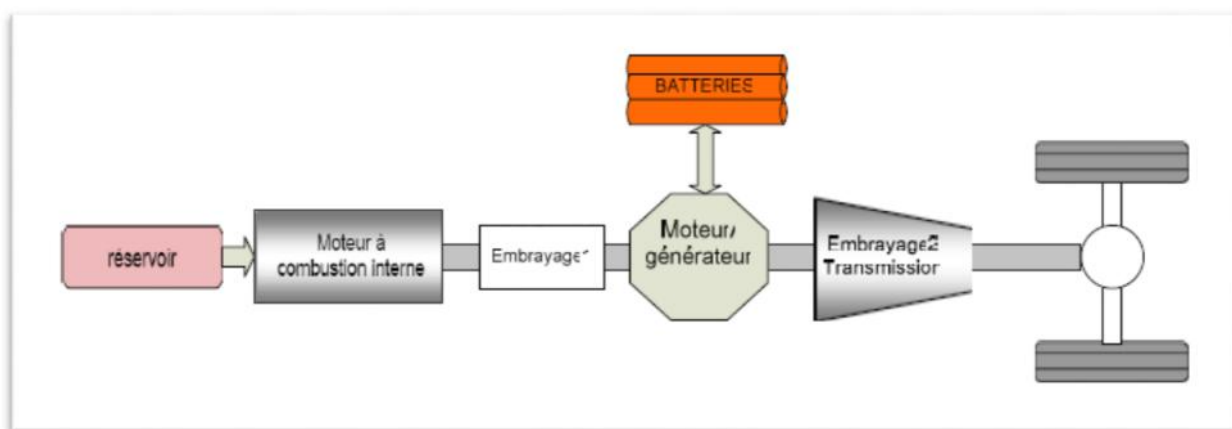 BATTERIES
réservoir
Moteur à
combustion interne
Embrayage1
Moteur/
générateur
Embrayage2
Transmission